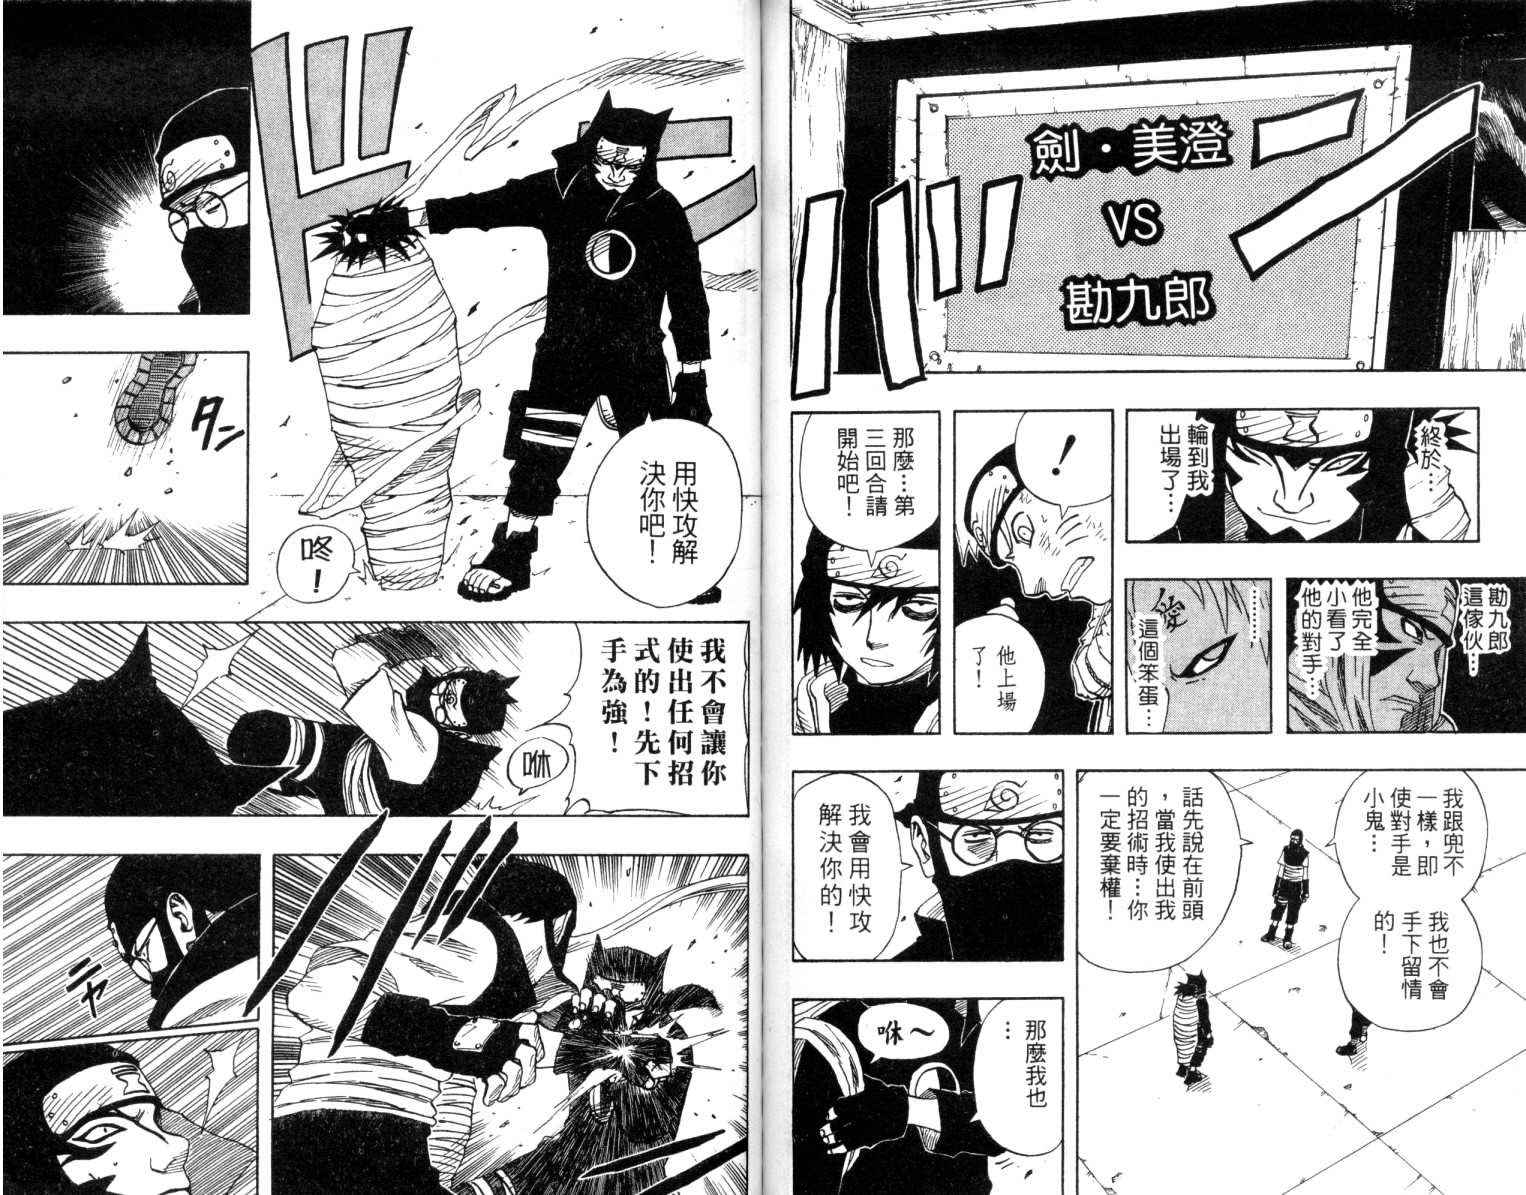 劍・美澄
VS
勘九郎
終於…
輪到我
出場了…
！
那麼…第
三回合請
開始吧！
他上場
了！
勘九郎
這傢伙…
他完全
小看了
他的對手…
…………
這個笨蛋…
愛
我跟兜不
一樣，即
使對手是
小鬼…
我也不會
手下留情
的！
話先說在前頭
，當我使出我
的招術時…你
一定要棄權！
我會用快攻
解決你的！
那麼我也
…
咻～
用快攻解
決你吧！
咚！
タン
我不會讓你
使出任何招
式的！先下
手為強！
咻